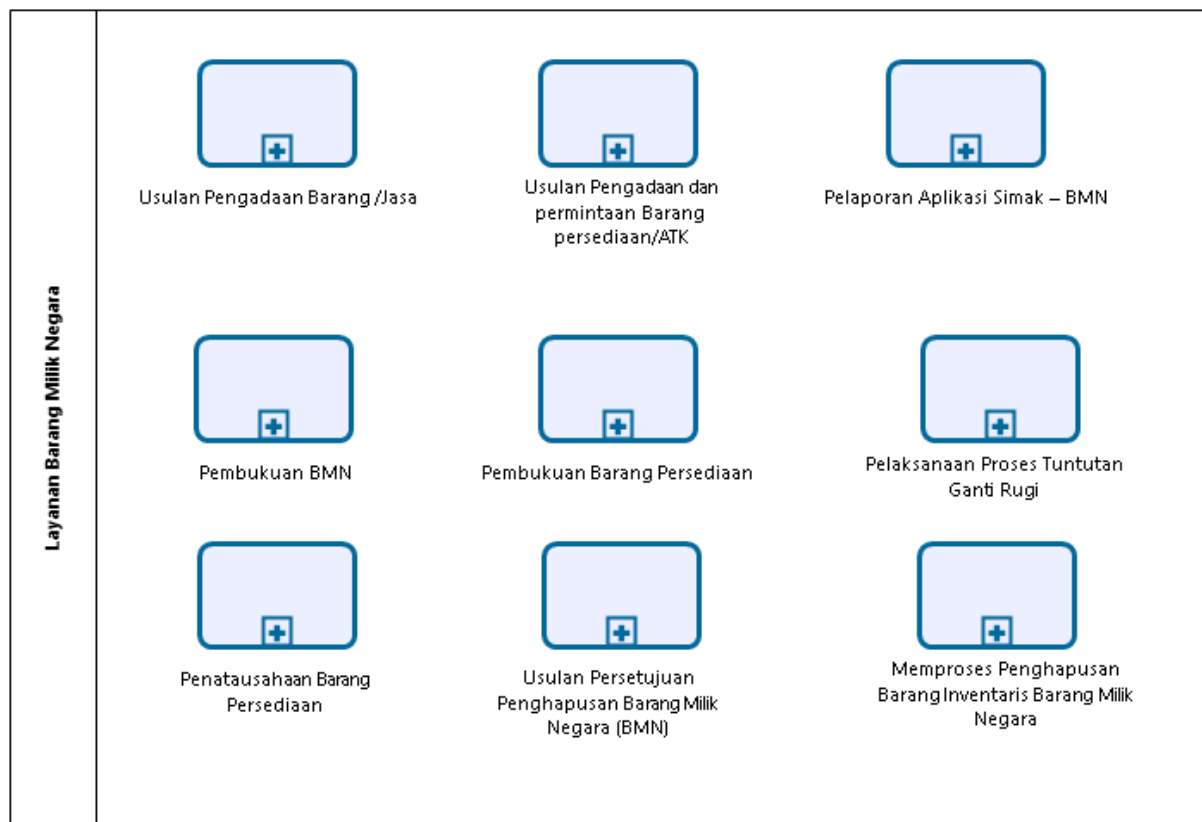 Layanan Barang Milik Negara
Usulan Pengadaan Barang /Jasa
Usulan Pengadaan dan
permintaan Barang
persediaan/ATK
Pelaporan Aplikasi Simak – BMN
Pembukuan BMN
Pembukuan Barang Persediaan
Pelaksanaan Proses Tuntutan
Ganti Rugi
Penatausahaan Barang
Persediaan
Usulan Persetujuan
Penghapusan Barang Milik
Negara (BMN)
Memproses Penghapusan
Barang Inventaris Barang Milik
Negara